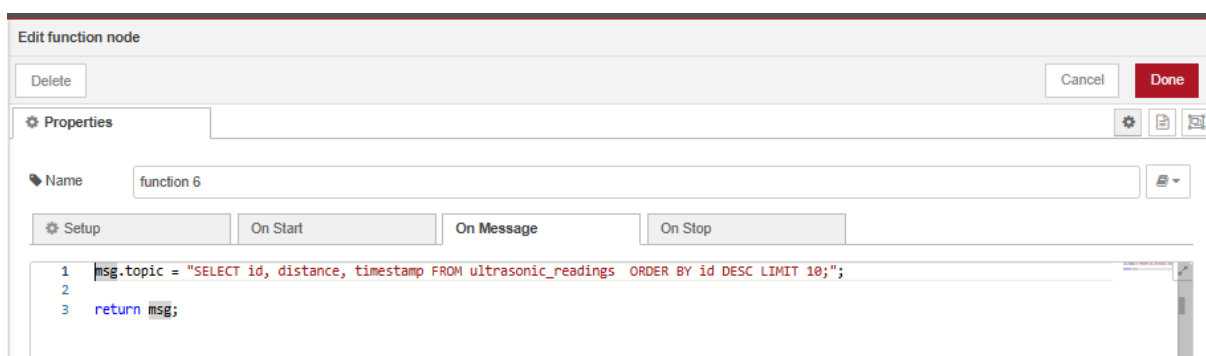 Edit function node
Delete Cancel Done
Properties
Name function 6
Setup On Start On Message On Stop
1 msg.topic = "SELECT id, distance, timestamp FROM ultrasonic_readings  ORDER BY id DESC LIMIT 10;";
2
3 return msg;